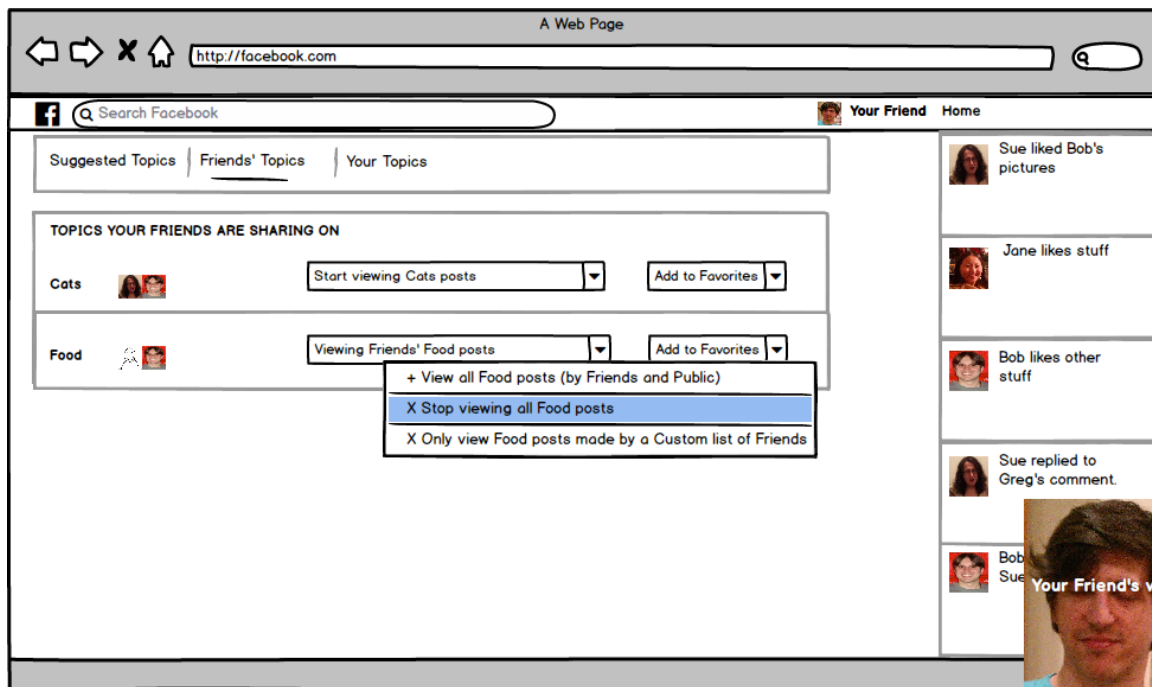 A Web Page
http://facebook.com
Search Facebook
Your Friend Home
Suggested Topics Friends' Topics Your Topics
TOPICS YOUR FRIENDS ARE SHARING ON
Cats Start viewing Cats posts Add to Favorites
Food Viewing Friends' Food posts Add to Favorites
+ View all Food posts (by Friends and Public)
X Stop viewing all Food posts
X Only view Food posts made by a Custom list of Friends
Sue liked Bob's
pictures
Jane likes stuff
Bob likes other
stuff
Sue replied to
Greg's comment.
Bob
Sue
Your Friend's